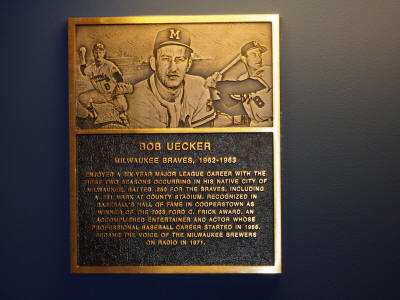 M
BOB UECKER
MILWAUKEE BRAVES, 1962-1963
ENJOYED A SIX-YEAR MAJOR LEAGUE CAREER WITH THE
FIRST TWO SEASONS OCCURRING IN HIS NATIVE CITY OF
MILWAUKEE. BATTED .250 FOR THE BRAVES, INCLUDING
A .331 MARK AT COUNTY STADIUM. RECOGNIZED IN
BASEBALL'S HALL OF FAME IN COOPERSTOWN AS
WINNER OF THE 2003 FORD C. FRICK AWARD. AN
ACCOMPLISHED ENTERTAINER AND ACTOR WHOSE
PROFESSIONAL BASEBALL CAREER STARTED IN 1956,
BECAME THE VOICE OF THE MILWAUKEE BREWERS
ON RADIO IN 1971.